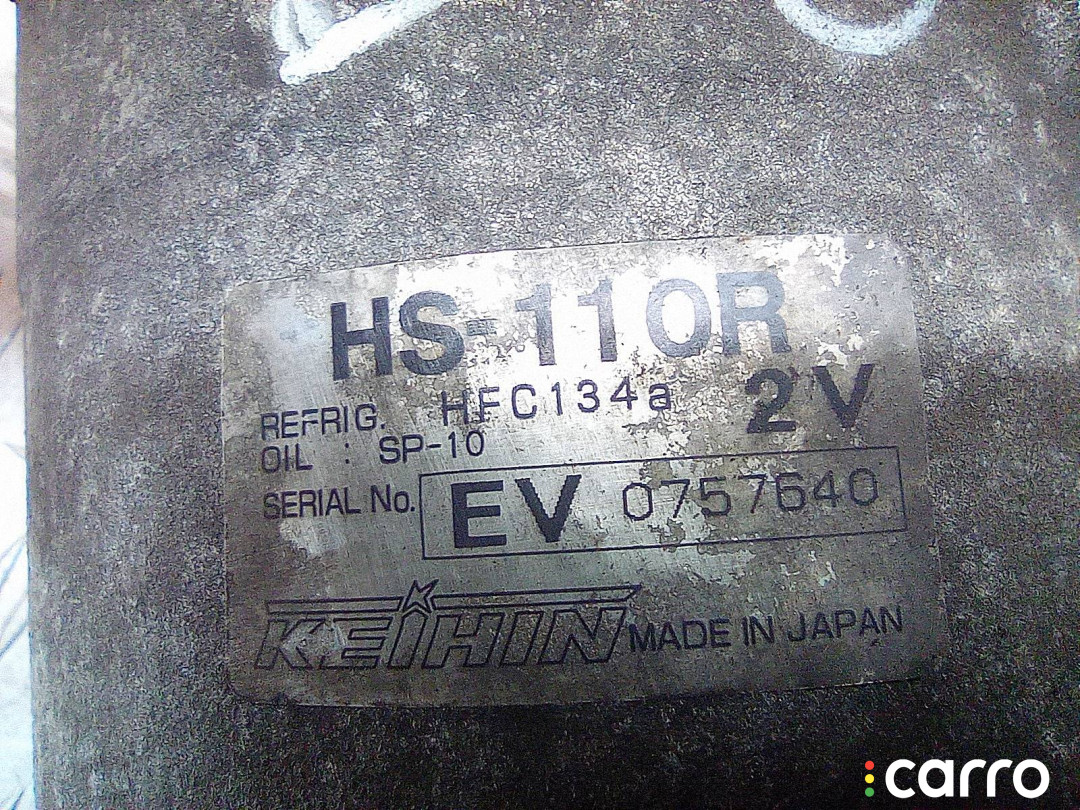 HS-110R
REFRIG. HFC134a 2V
OIL : SP-10
SERIAL No. EV 0757640
KEIHIN MADE IN JAPAN
carro